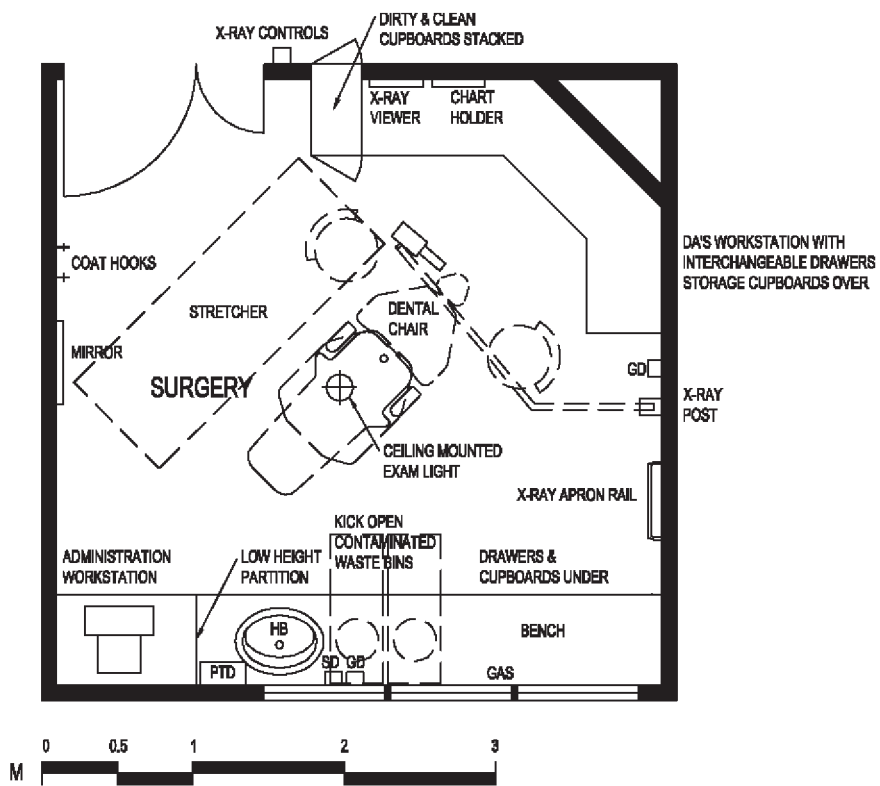 X-RAY CONTROLS
DIRTY & CLEAN
CUPBOARDS STACKED
X-RAY
VIEWER
CHART
HOLDER
COAT HOOKS
DA'S WORKSTATION WITH
INTERCHANGEABLE DRAWERS
STORAGE CUPBOARDS OVER
STRETCHER
DENTAL
CHAIR
MIRROR
SURGERY
GD
X-RAY
POST
CEILING MOUNTED
EXAM LIGHT
X-RAY APRON RAIL
KICK OPEN
CONTAMINATED
WASTE BINS
ADMINISTRATION
WORKSTATION
LOW HEIGHT
PARTITION
DRAWERS &
CUPBOARDS UNDER
HB
BENCH
PTD
SD GD
GAS
0 0.5 1 2 3
M